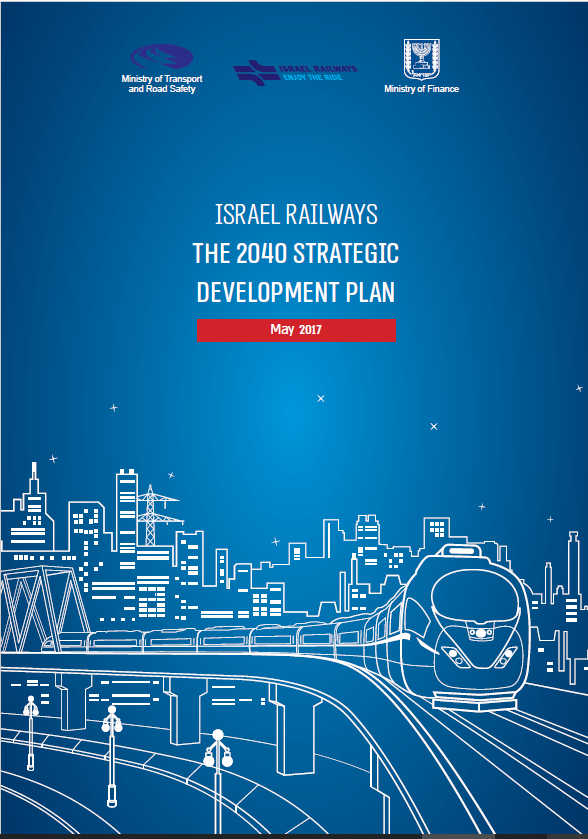 Ministry of Transport
and Road Safety
ISRAEL RAILWAYS
ENJOY THE RIDE
Ministry of Finance
ISRAEL RAILWAYS
THE 2040 STRATEGIC
DEVELOPMENT PLAN
May 2017